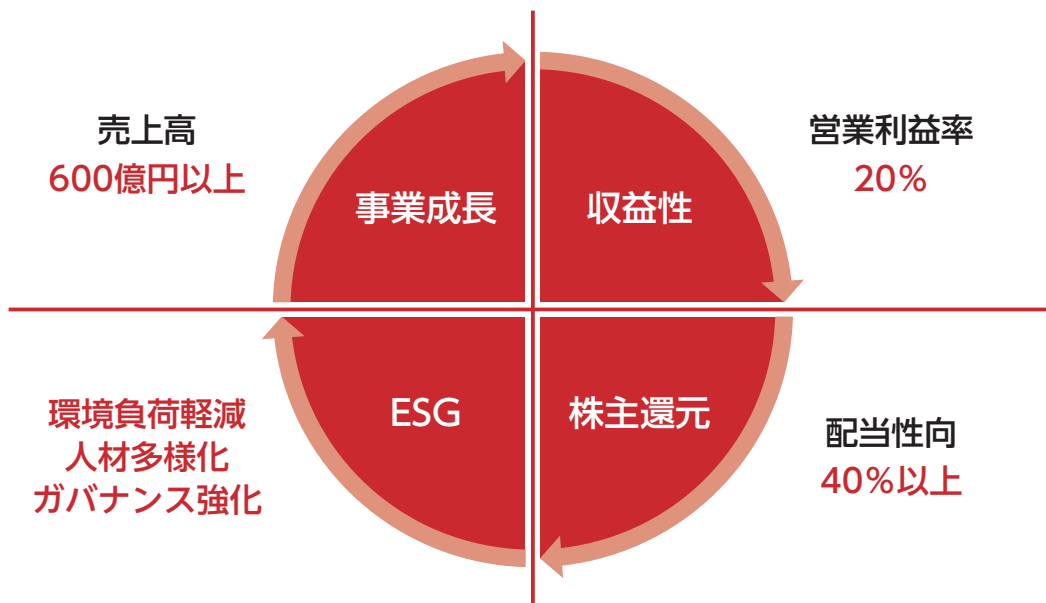 売上高
600億円以上
事業成長
収益性
営業利益率
20%
環境負荷軽減
人材多様化
ガバナンス強化
ESG
株主還元
配当性向
40%以上